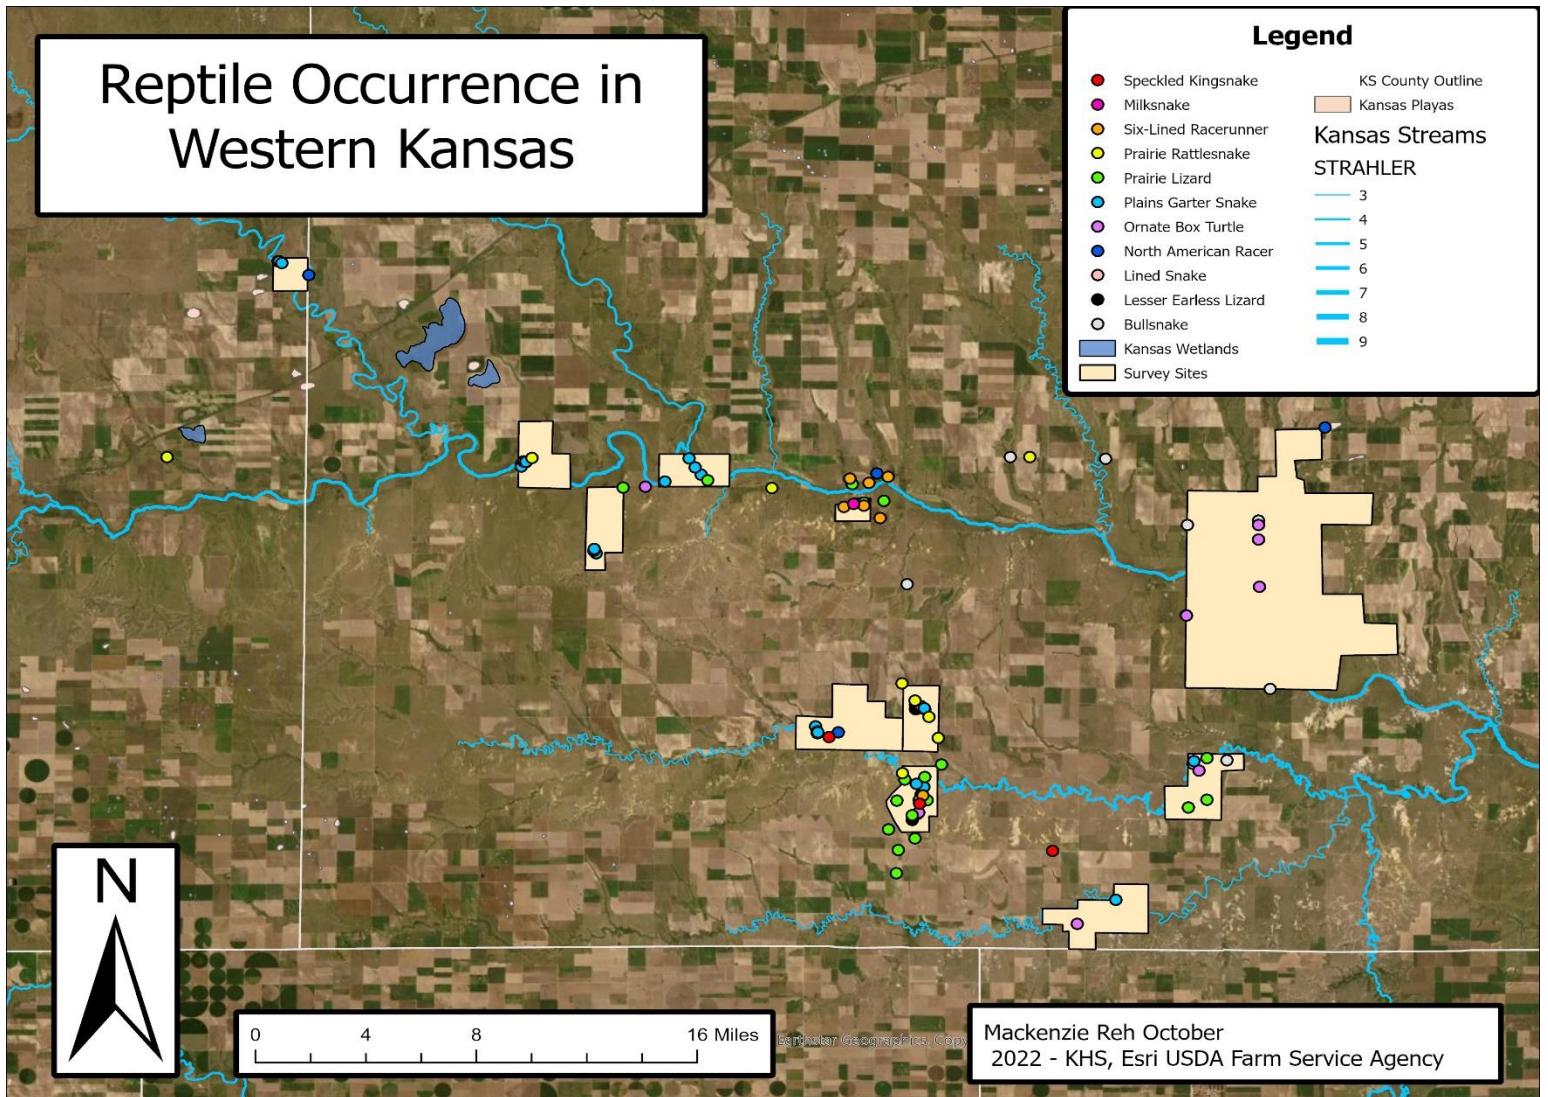 Reptile Occurrence in
Western Kansas
Legend
Speckled Kingsnake
Milksnake
Six-Lined Racerunner
Prairie Rattlesnake
Prairie Lizard
Plains Garter Snake
Ornate Box Turtle
North American Racer
Lined Snake
Lesser Earless Lizard
Bullsnake
Kansas Wetlands
Survey Sites
KS County Outline
Kansas Playas
Kansas Streams
STRAHLER
3
4
5
6
7
8
9
N
0 4 8 16 Miles
Earthstar Geographics, Copy
Mackenzie Reh October
2022 - KHS, Esri USDA Farm Service Agency